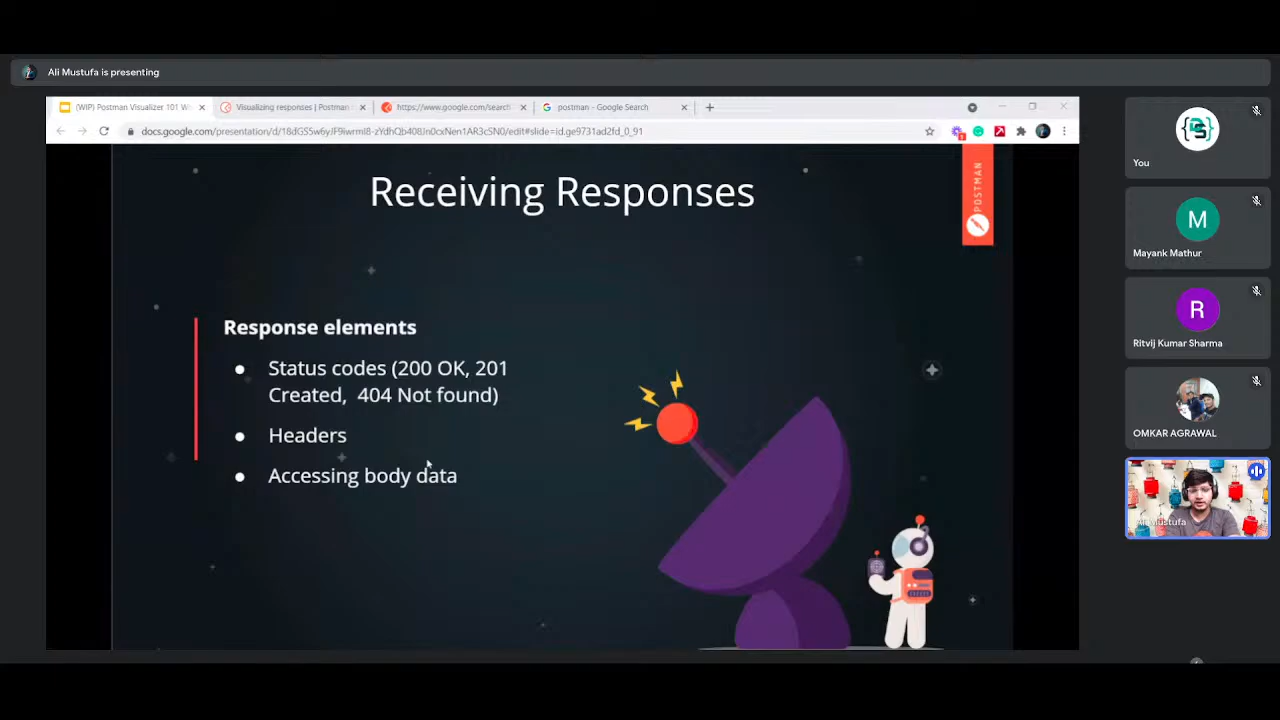 Ali Mustufa is presenting
(WIP) Postman Visualizer 101 W
Visualizing responses | Postman
https://www.google.com/search
postman - Google Search
Receiving Responses
POSTMAN
Response elements
Status codes (200 OK, 201
Created, 404 Not found)
Headers
Accessing body data
You
M
Mayank Mathur
R
Ritvij Kumar Sharma
OMKAR AGRAWAL
Ali Mustufa